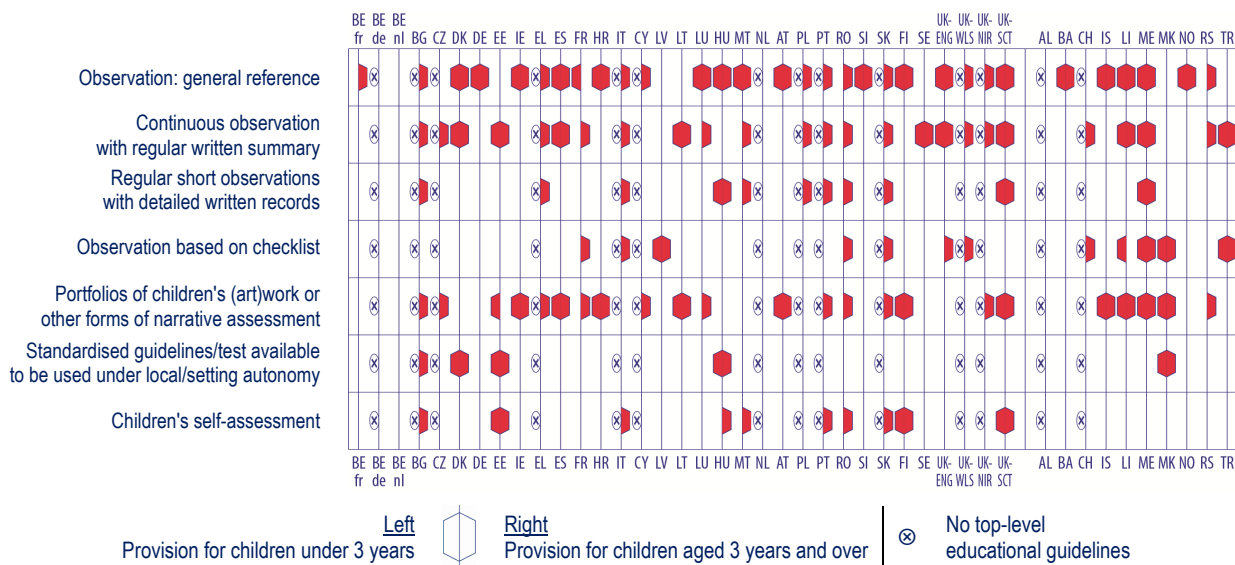 BE fr BE de BE nl BG CZ DK DE EE IE EL ES FR HR IT CY LV LT LU HU MT NL AT PL PT RO SI SK FI SE UK-ENG UK-WLS UK-NIR UK-SCT AL BA CH IS LI ME MK NO RS TR
Observation: general reference
Continuous observation
with regular written summary
Regular short observations
with detailed written records
Observation based on checklist
Portfolios of children's (art)work or
other forms of narrative assessment
Standardised guidelines/test available
to be used under local/setting autonomy
Children's self-assessment
BE fr BE de BE nl BG CZ DK DE EE IE EL ES FR HR IT CY LV LT LU HU MT NL AT PL PT RO SI SK FI SE UK-ENG UK-WLS UK-NIR UK-SCT AL BA CH IS LI ME MK NO RS TR
Left
Provision for children under 3 years
Right
Provision for children aged 3 years and over
No top-level
educational guidelines